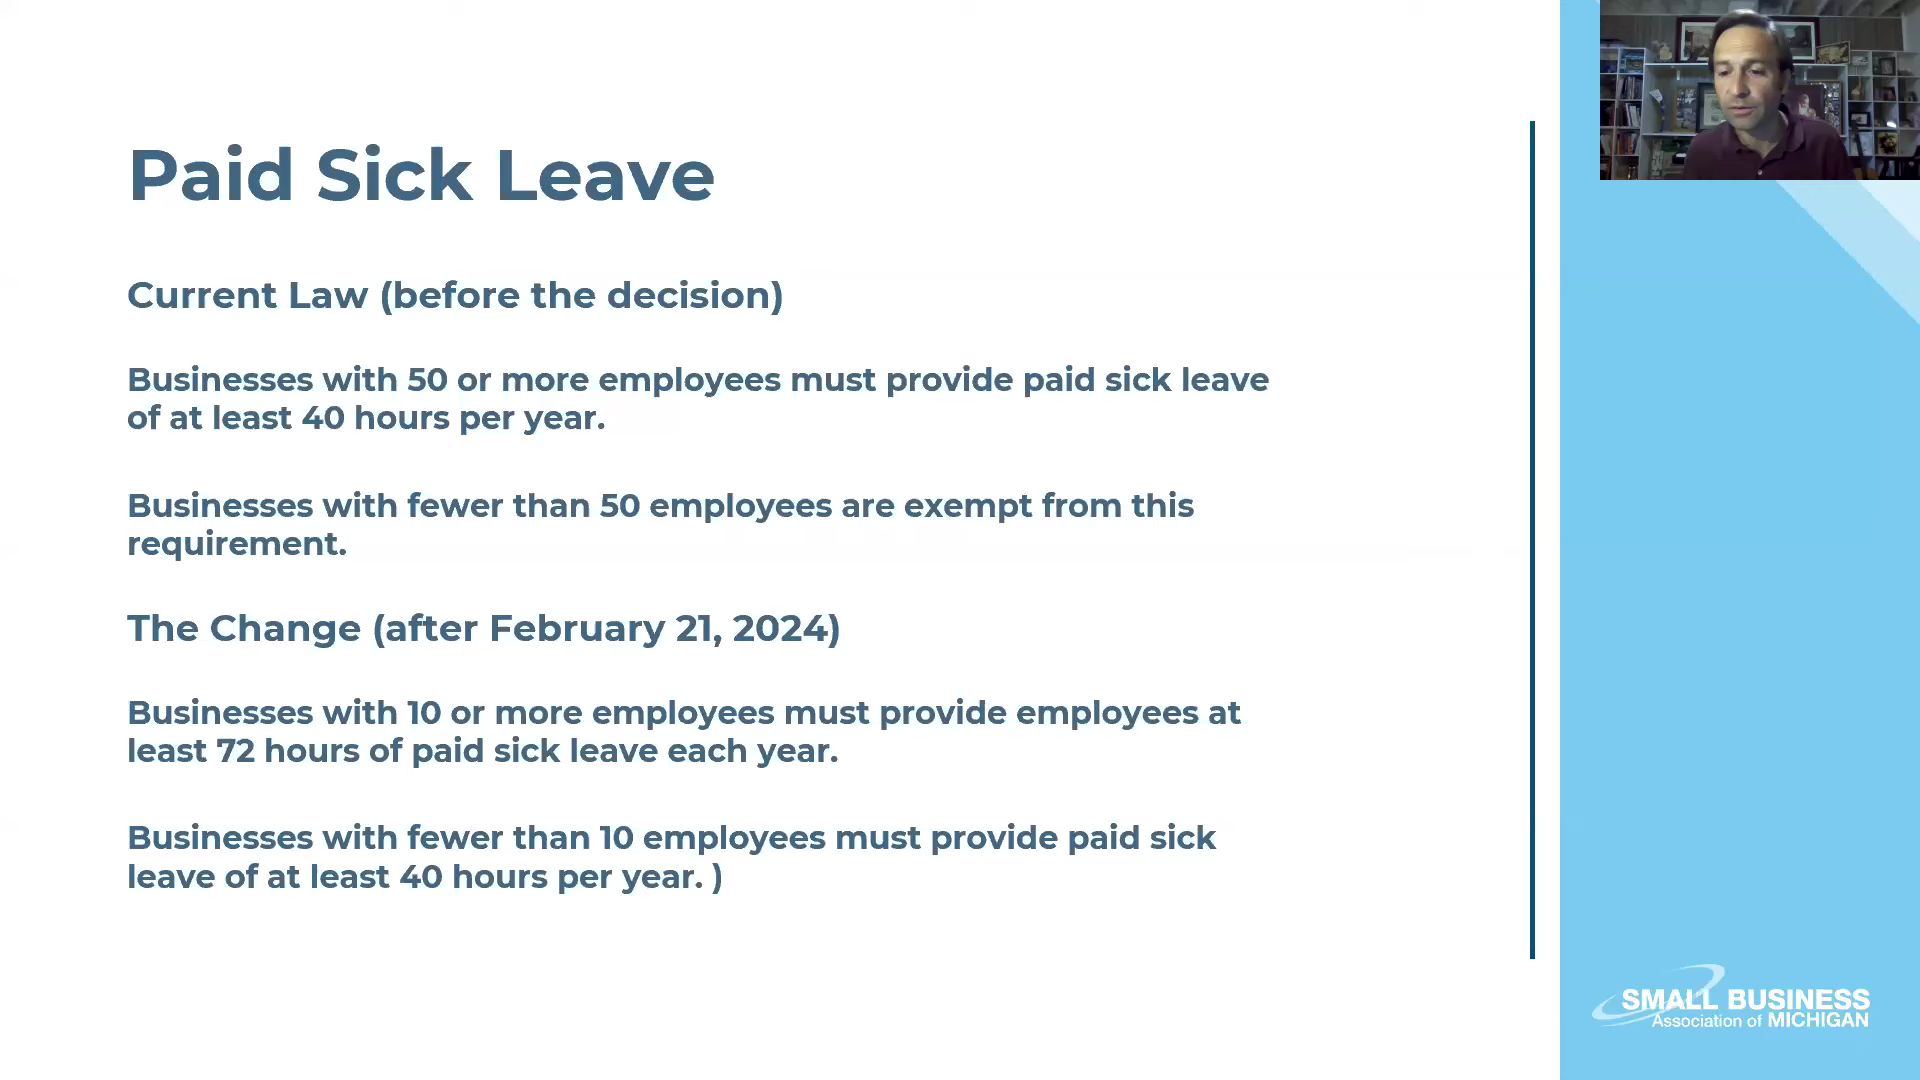 Paid Sick Leave
Current Law (before the decision)
Businesses with 50 or more employees must provide paid sick leave
of at least 40 hours per year.
Businesses with fewer than 50 employees are exempt from this
requirement.
The Change (after February 21, 2024)
Businesses with 10 or more employees must provide employees at
least 72 hours of paid sick leave each year.
Businesses with fewer than 10 employees must provide paid sick
leave of at least 40 hours per year. )
SMALL BUSINESS
Association of MICHIGAN